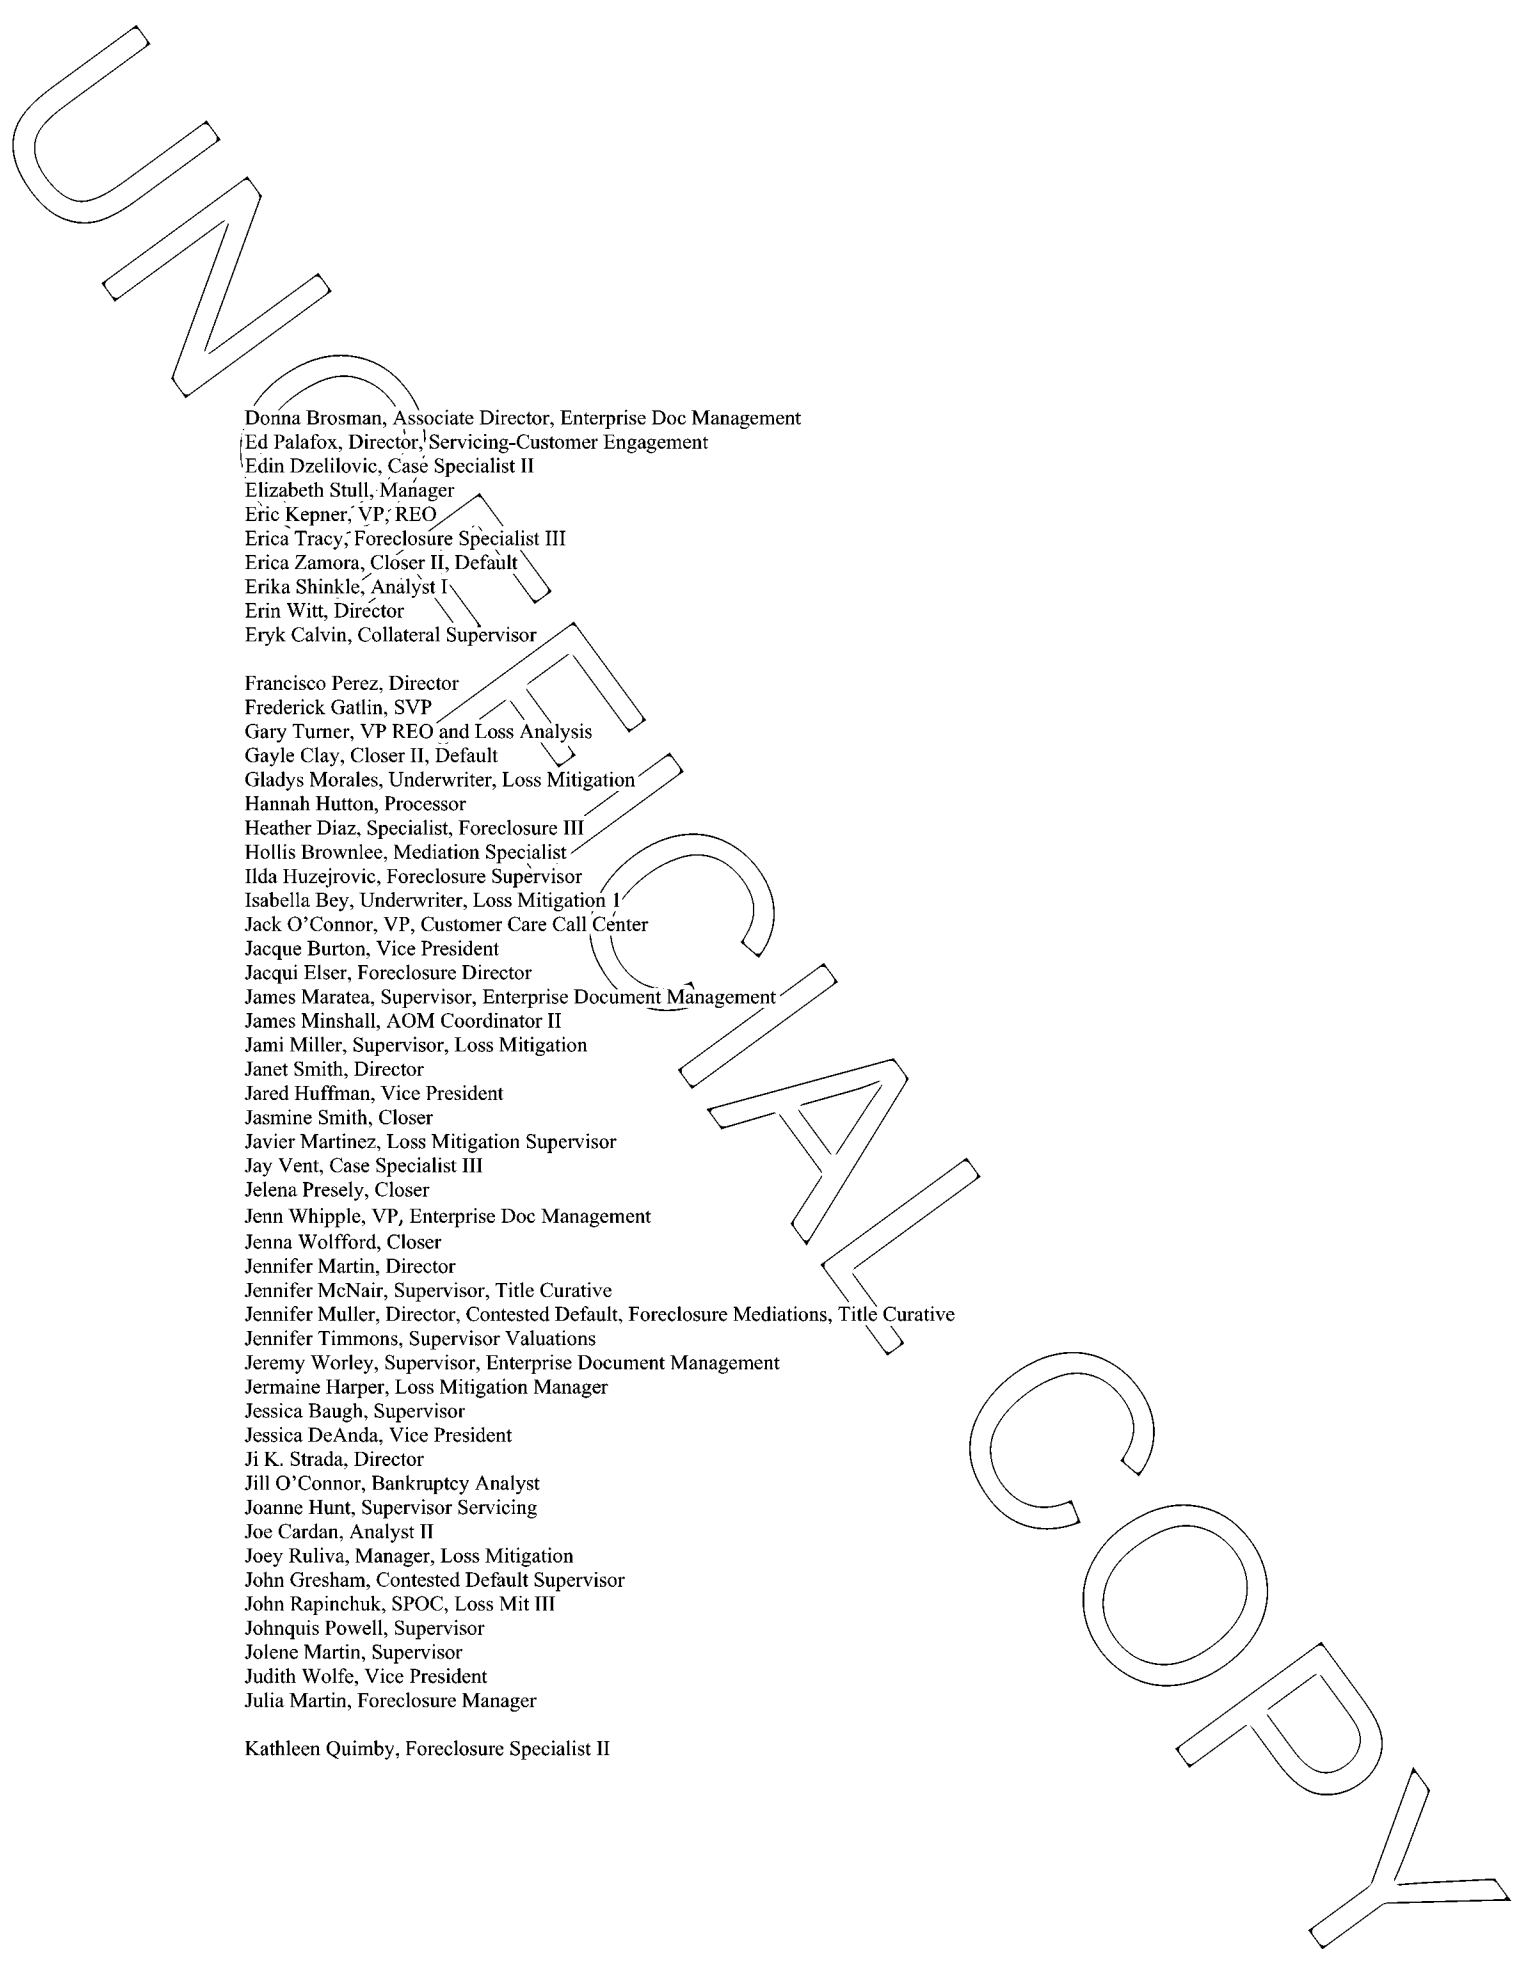 UNOFFICIAL COPY
Donna Brosman, Associate Director, Enterprise Doc Management
Ed Palafox, Director, Servicing-Customer Engagement
Edin Dzelilovic, Case Specialist II
Elizabeth Stull, Manager
Eric Kepner, VP, REO
Erica Tracy, Foreclosure Specialist III
Erica Zamora, Closer II, Default
Erika Shinkle, Analyst I
Erin Witt, Director
Eryk Calvin, Collateral Supervisor
Francisco Perez, Director
Frederick Gatlin, SVP
Gary Turner, VP REO and Loss Analysis
Gayle Clay, Closer II, Default
Gladys Morales, Underwriter, Loss Mitigation
Hannah Hutton, Processor
Heather Diaz, Specialist, Foreclosure III
Hollis Brownlee, Mediation Specialist
Ilda Huzejrovic, Foreclosure Supervisor
Isabella Bey, Underwriter, Loss Mitigation 1
Jack O'Connor, VP, Customer Care Call Center
Jacque Burton, Vice President
Jacqui Elser, Foreclosure Director
James Maratea, Supervisor, Enterprise Document Management
James Minshall, AOM Coordinator II
Jami Miller, Supervisor, Loss Mitigation
Janet Smith, Director
Jared Huffman, Vice President
Jasmine Smith, Closer
Javier Martinez, Loss Mitigation Supervisor
Jay Vent, Case Specialist III
Jelena Presely, Closer
Jenn Whipple, VP, Enterprise Doc Management
Jenna Wolfford, Closer
Jennifer Martin, Director
Jennifer McNair, Supervisor, Title Curative
Jennifer Muller, Director, Contested Default, Foreclosure Mediations, Title Curative
Jennifer Timmons, Supervisor Valuations
Jeremy Worley, Supervisor, Enterprise Document Management
Jermaine Harper, Loss Mitigation Manager
Jessica Baugh, Supervisor
Jessica DeAnda, Vice President
Ji K. Strada, Director
Jill O'Connor, Bankruptcy Analyst
Joanne Hunt, Supervisor Servicing
Joe Cardan, Analyst II
Joey Ruliva, Manager, Loss Mitigation
John Gresham, Contested Default Supervisor
John Rapinchuk, SPOC, Loss Mit III
Johnquis Powell, Supervisor
Jolene Martin, Supervisor
Judith Wolfe, Vice President
Julia Martin, Foreclosure Manager
Kathleen Quimby, Foreclosure Specialist II